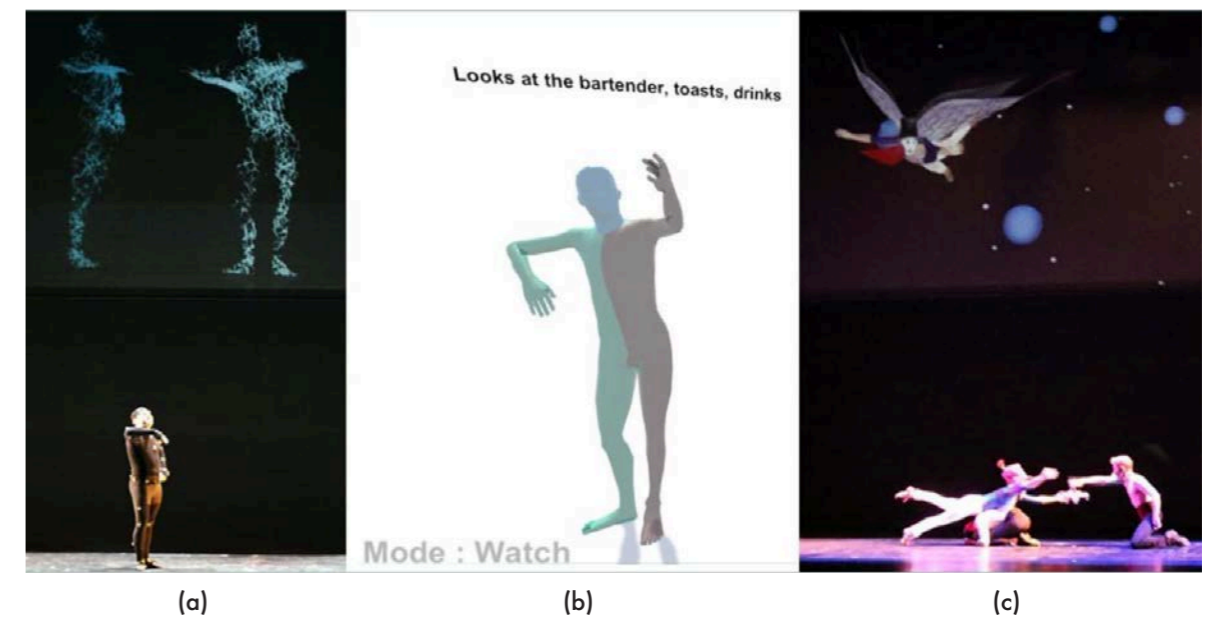 Looks at the bartender, toasts, drinks
Mode : Watch
(a)
(b)
(c)